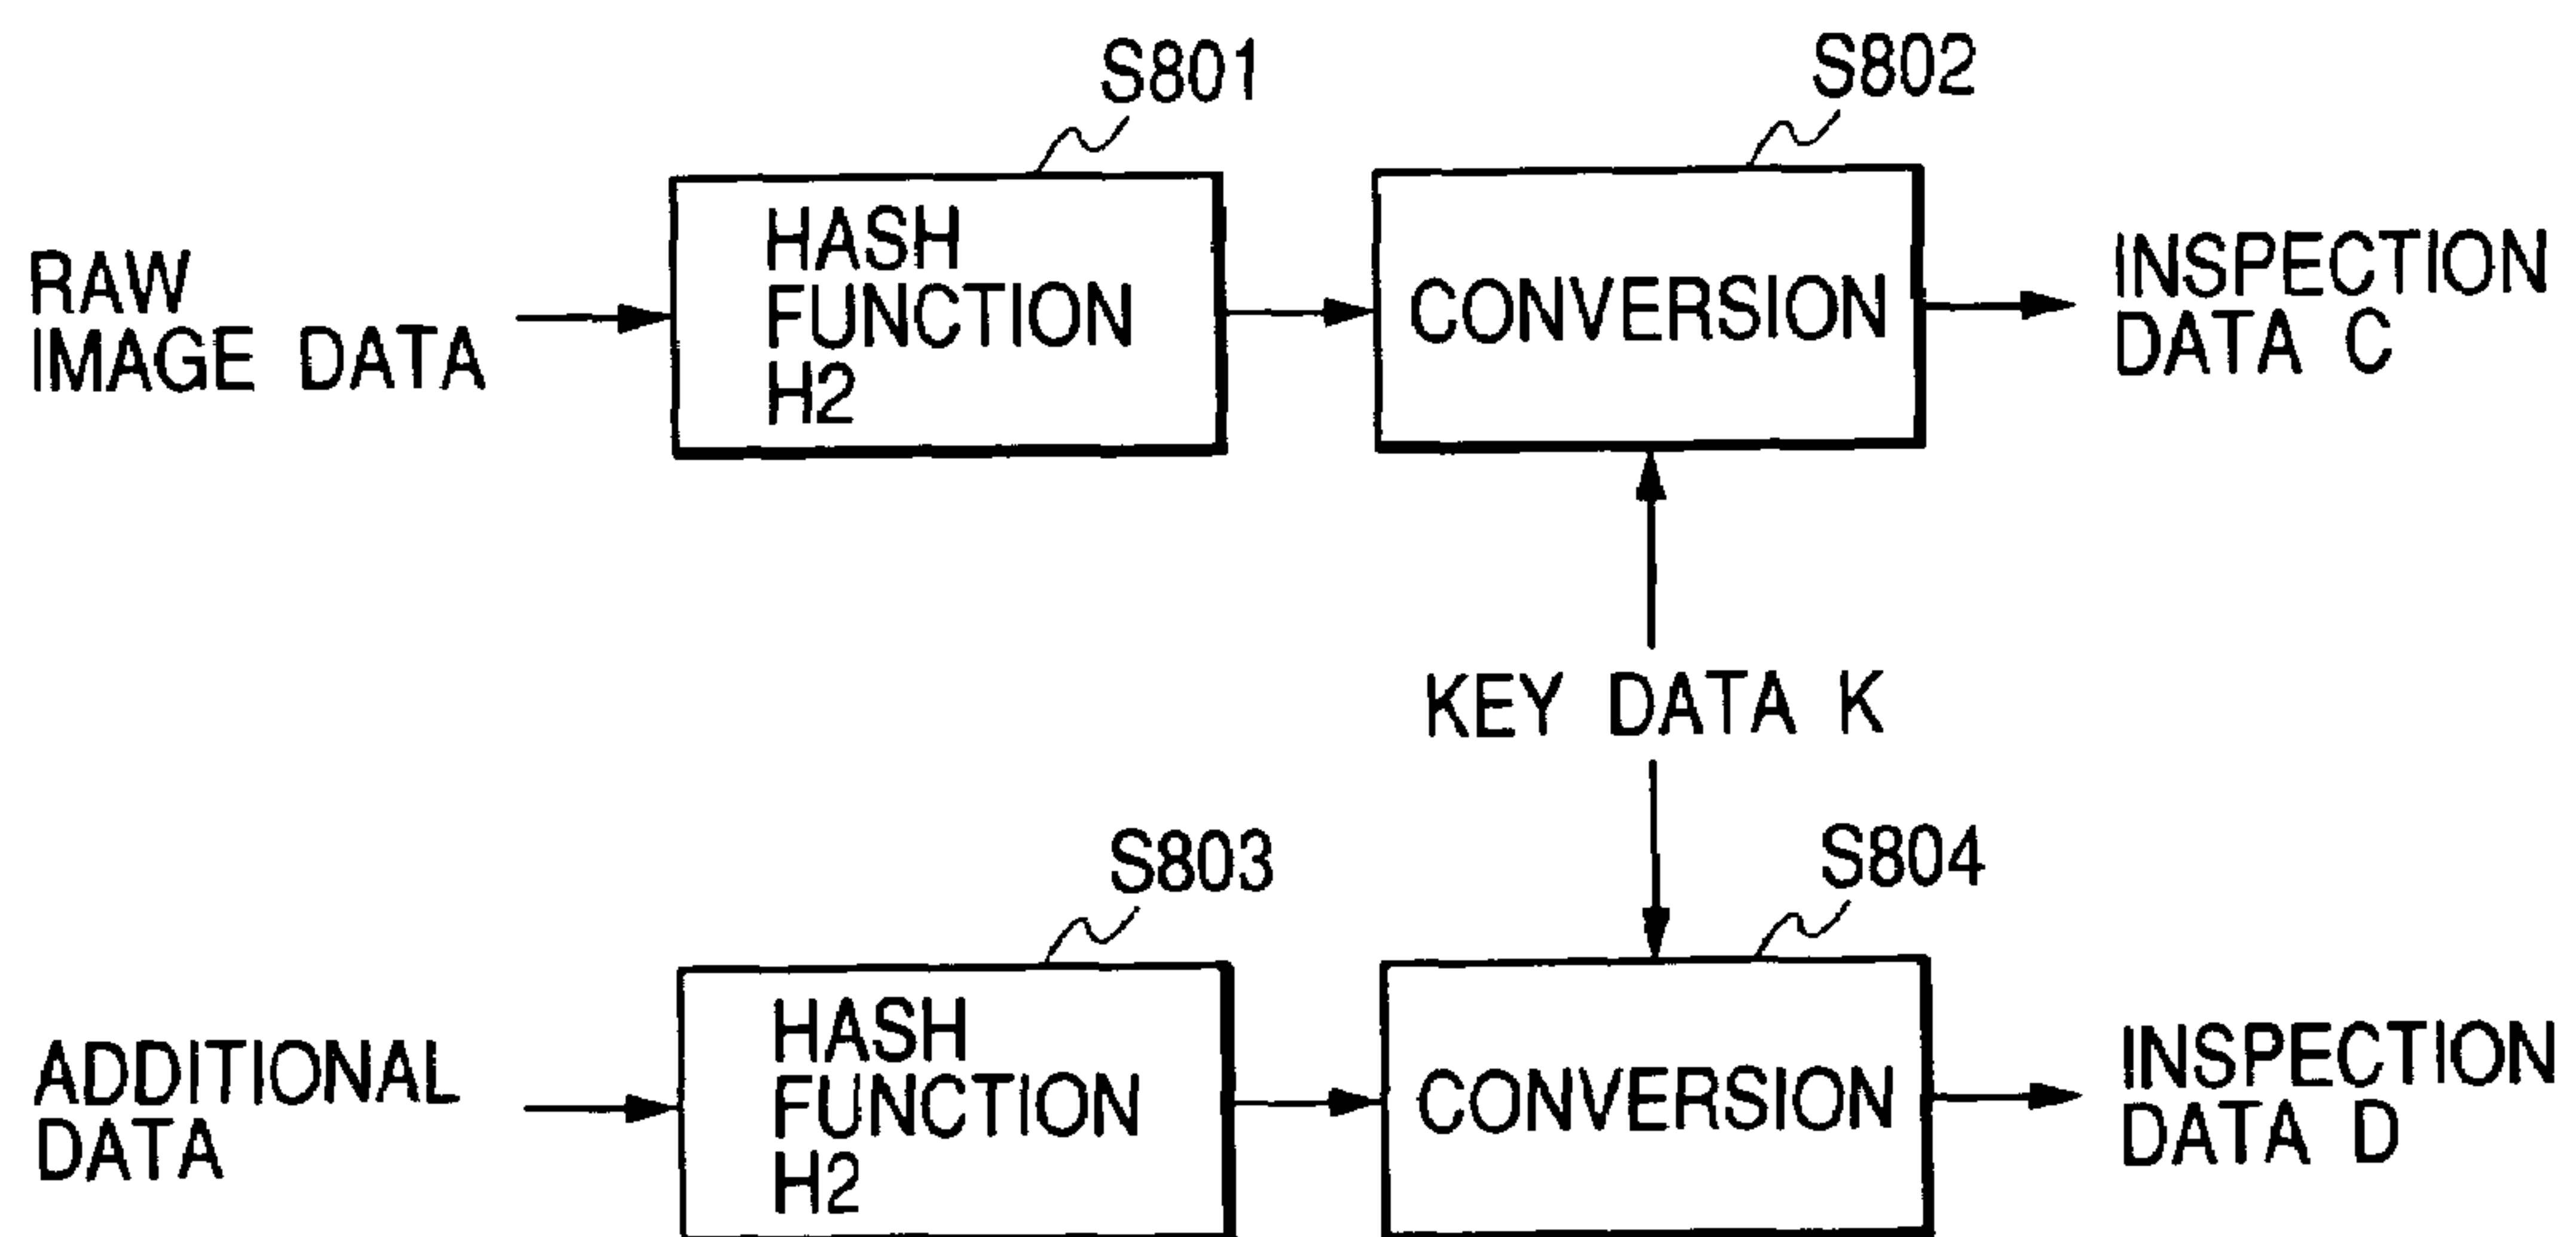 S801
S802
RAW
IMAGE DATA
HASH
FUNCTION
H2
CONVERSION
INSPECTION
DATA C
KEY DATA K
S803
S804
ADDITIONAL
DATA
HASH
FUNCTION
H2
CONVERSION
INSPECTION
DATA D